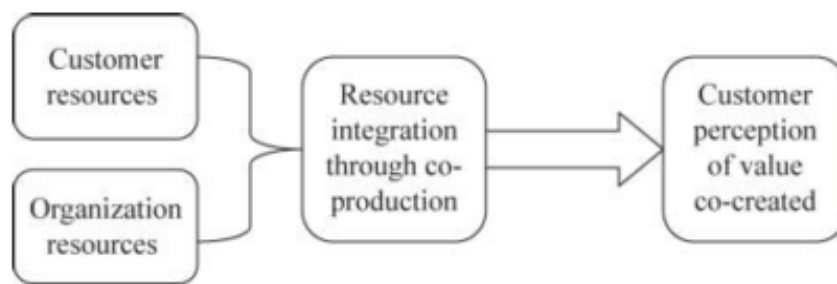 Customer
resources
Organization
resources
Resource
integration
through co-
production
Customer
perception
of value
co-created